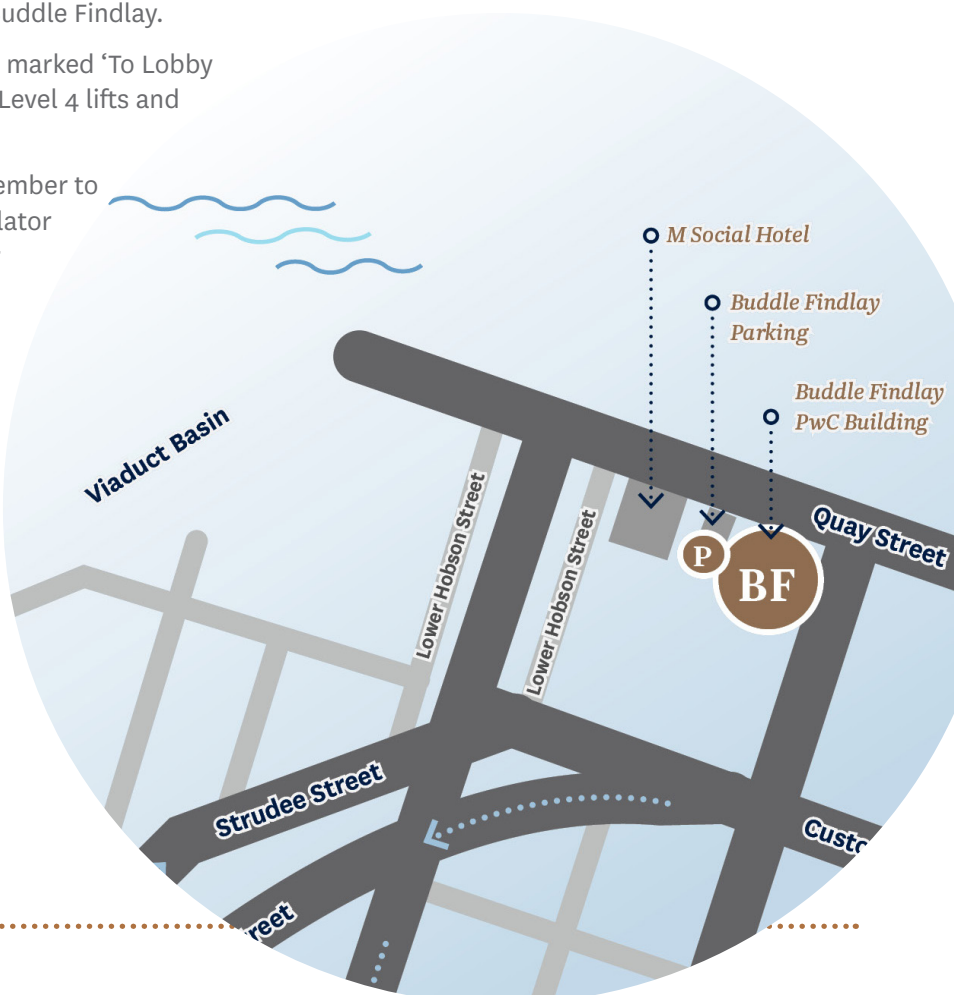 uddle Findlay.
marked ‘To Lobby
Level 4 lifts and
ember to
lator
M Social Hotel
Buddle Findlay
Parking
Buddle Findlay
PwC Building
Viaduct Basin
Quay Street
Lower Hobson Street
Lower Hobson Street
P
BF
Strudee Street
Custo
reet